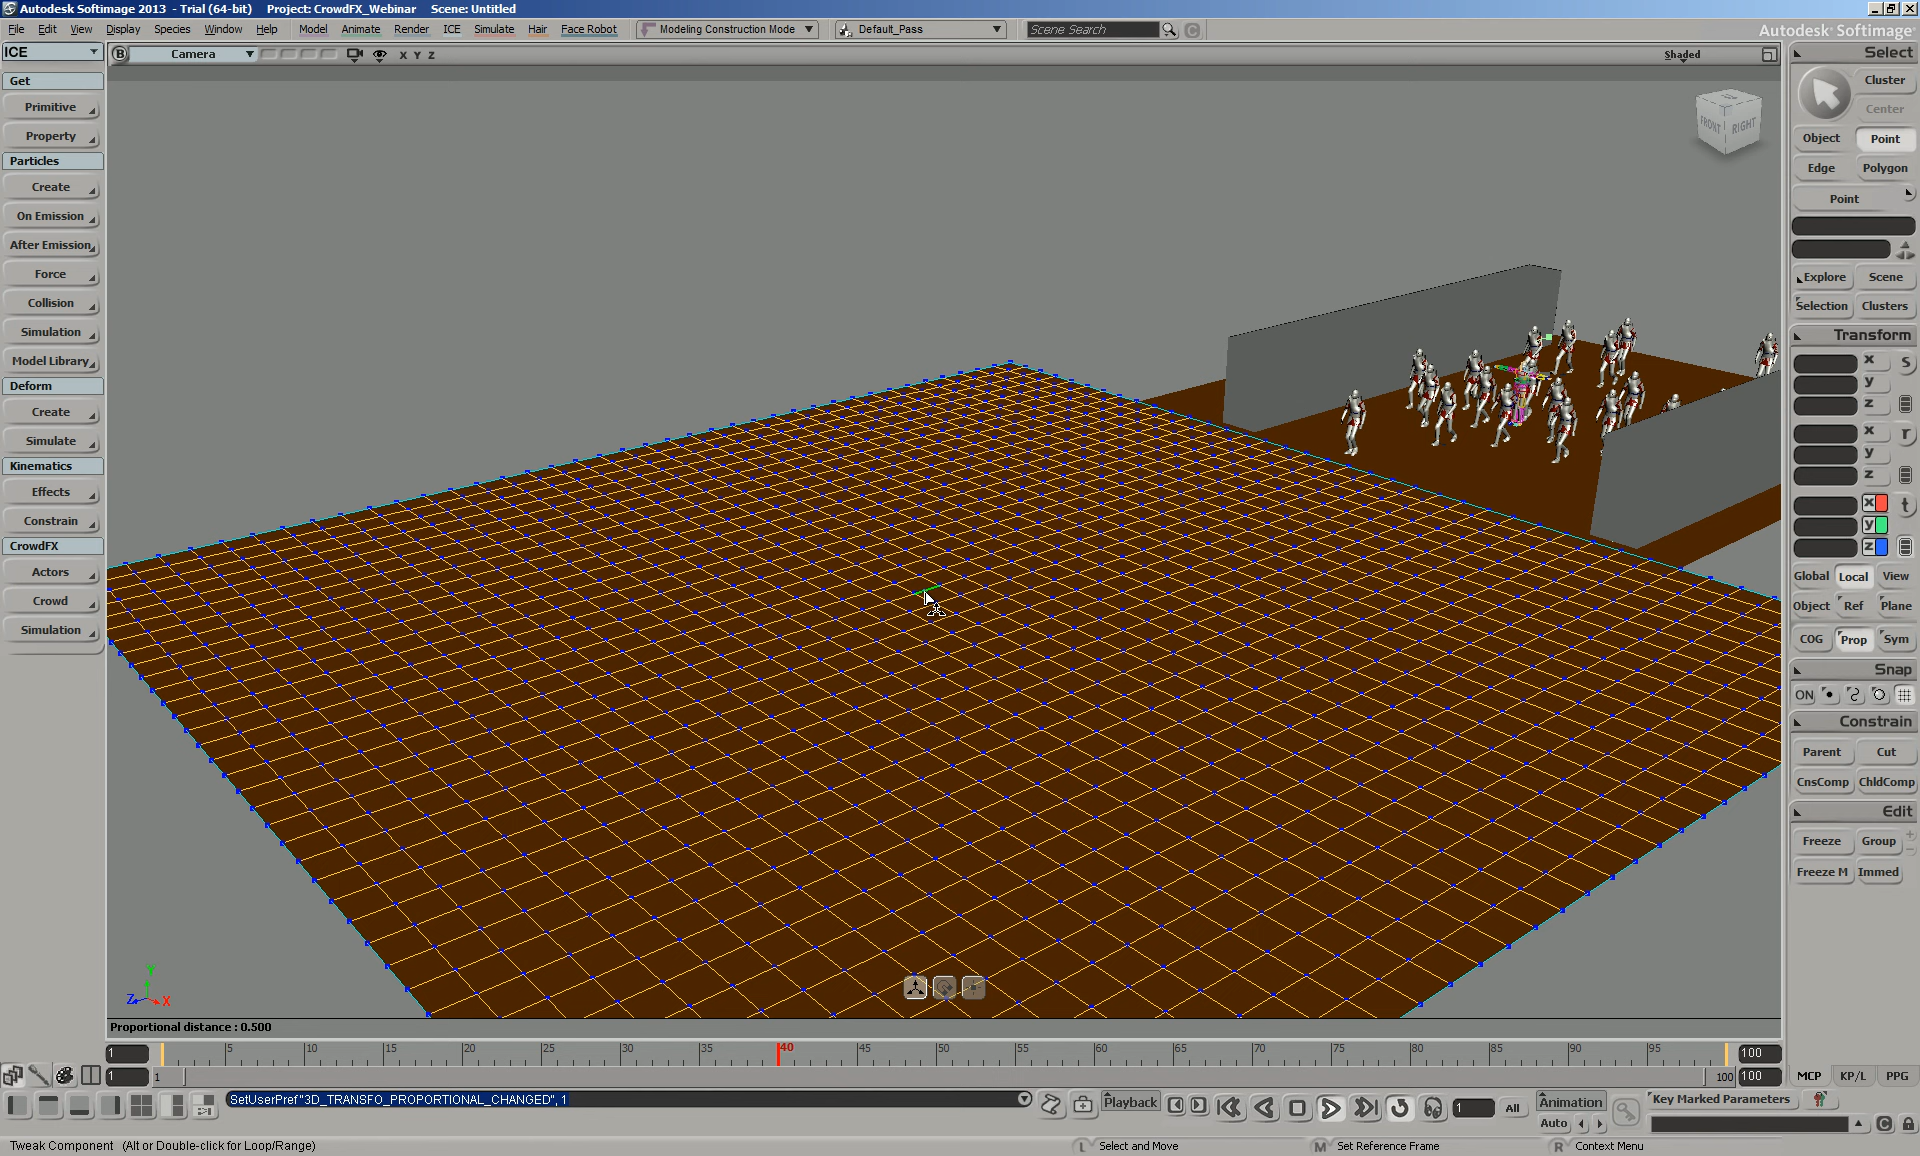 Autodesk Softimage 2013 - Trial (64-bit) Project: CrowdFX_Webinar Scene: Untitled
File Edit View Display Species Window Help Model Animate Render ICE Simulate Hair Face Robot Modeling Construction Mode Default_Pass Scene Search C Autodesk® Softimage®
ICE
B Camera X Y Z Shaded
Get
Primitive
Property
Particles
Create
On Emission
After Emission
Force
Collision
Simulation
Model Library
Deform
Create
Simulate
Kinematics
Effects
Constrain
CrowdFX
Actors
Crowd
Simulation
FRONT RIGHT
Y
Z X
Select
Cluster
Center
Object Point
Edge Polygon
Point
Explore Scene
Selection Clusters
Transform
x s
y
z
x r
y
z
x t
y
z
Global Local View
Object Ref Plane
COG Prop Sym
Snap
ON
Constrain
Parent Cut
CnsComp ChldComp
Edit
Freeze Group
Freeze M Immed
Proportional distance : 0.500
1 5 10 15 20 25 30 35 40 45 50 55 60 65 70 75 80 85 90 95 100
1 1 100 100
MCP KP/L PPG
SetUserPref"3D_TRANSFO_PROPORTIONAL_CHANGED", 1
Playback 1 All Animation Key Marked Parameters
Auto C
Tweak Component (Alt or Double-click for Loop/Range) L Select and Move M Set Reference Frame R Context Menu